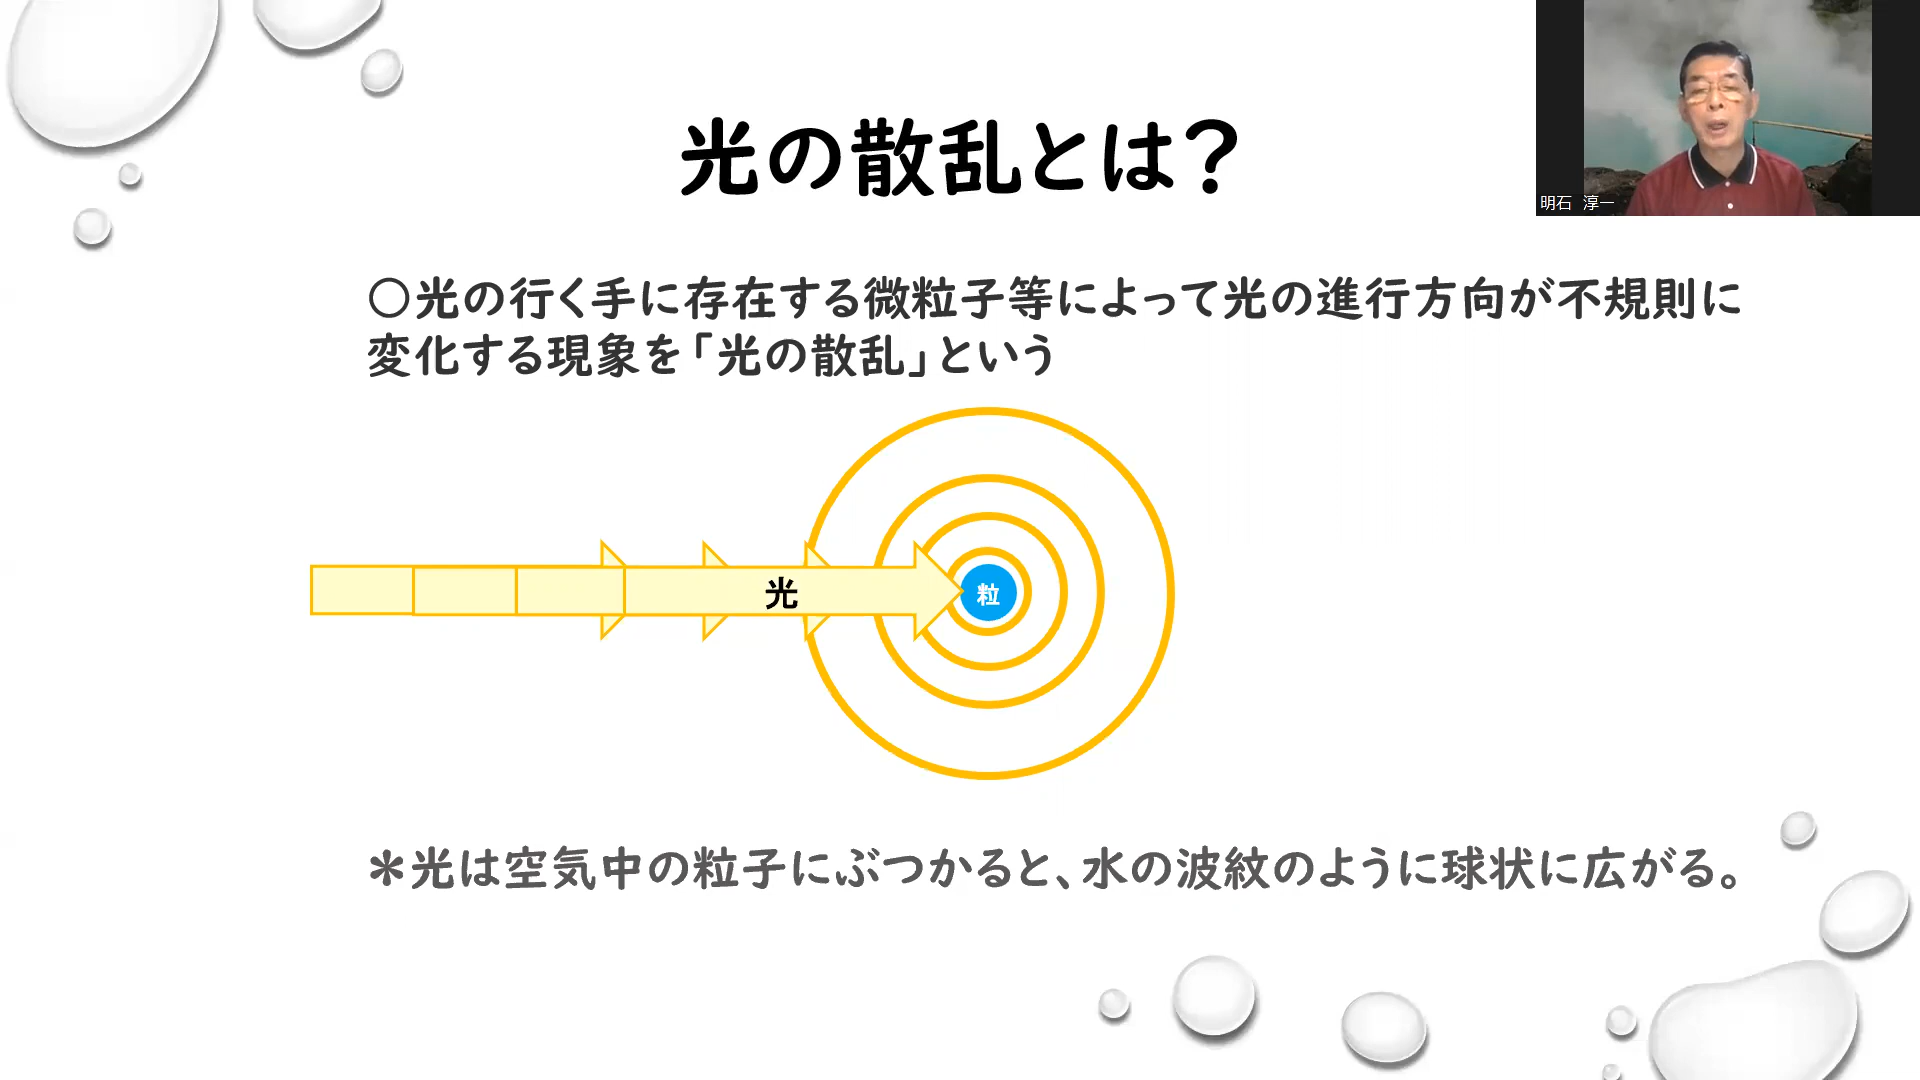 光の散乱とは?
明石 淳一
〇光の行く手に存在する微粒子等によって光の進行方向が不規則に
変化する現象を「光の散乱」という
光
粒
＊光は空気中の粒子にぶつかると、水の波紋のように球状に広がる。